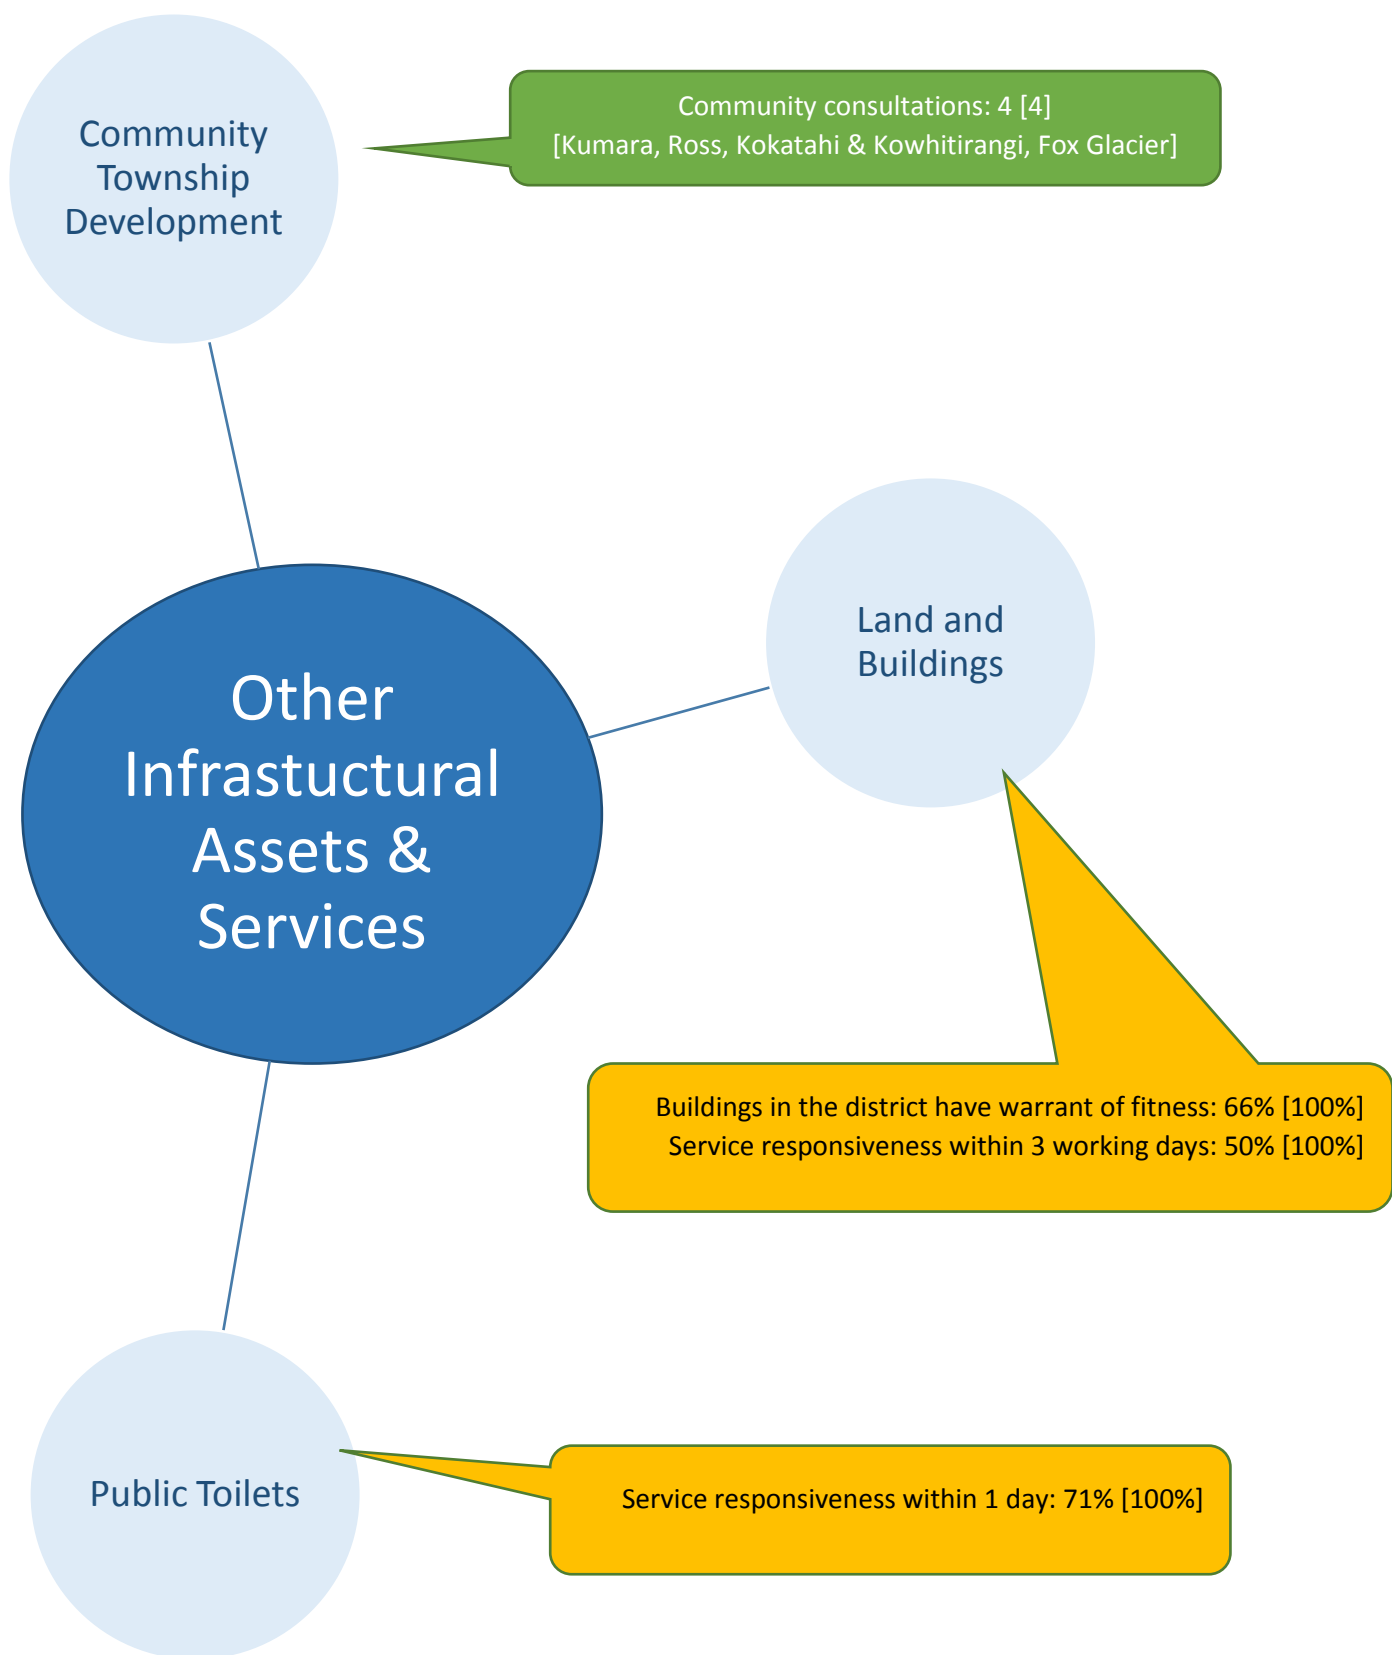 Community
Township
Development
Community consultations: 4 [4]
[Kumara, Ross, Kokatahi & Kowhitirangi, Fox Glacier]
Land and
Buildings
Other
Infrastuctural
Assets &
Services
Buildings in the district have warrant of fitness: 66% [100%]
Service responsiveness within 3 working days: 50% [100%]
Public Toilets
Service responsiveness within 1 day: 71% [100%]